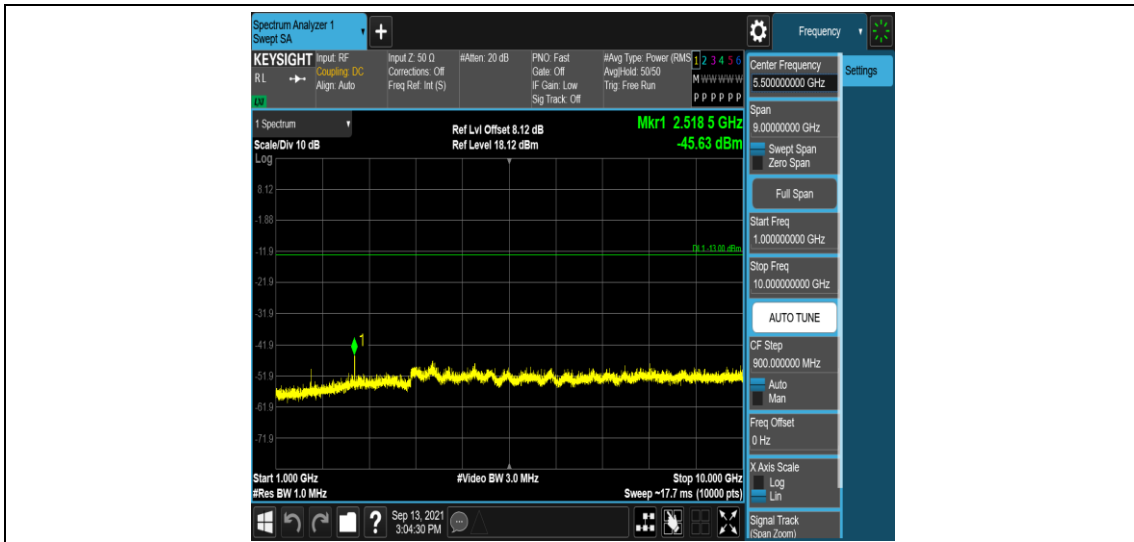 Spectrum Analyzer 1
Swept SA
+
Frequency
KEYSIGHT
RL
LXI
Input: RF
Coupling: DC
Align: Auto
Input Z: 50 Ω
Corrections: Off
Freq Ref: Int (S)
#Atten: 20 dB
PNO: Fast
Gate: Off
IF Gain: Low
Sig Track: Off
#Avg Type: Power (RMS
Avg|Hold: 50/50
Trig: Free Run
1 2 3 4 5 6
M W W W W W
P P P P P P
Center Frequency
5.500000000 GHz
Settings
1 Spectrum
Ref Lvl Offset 8.12 dB
Mkr1 2.518 5 GHz
Scale/Div 10 dB
Ref Level 18.12 dBm
-45.63 dBm
Log
8.12
-1.88
-11.9
DL1 -13.00 dBm
-21.9
-31.9
-41.9
1
-51.9
-61.9
-71.9
Start 1.000 GHz
#Video BW 3.0 MHz
Stop 10.000 GHz
#Res BW 1.0 MHz
Sweep ~17.7 ms (10000 pts)
Span
9.00000000 GHz
Swept Span
Zero Span
Full Span
Start Freq
1.000000000 GHz
Stop Freq
10.000000000 GHz
AUTO TUNE
CF Step
900.000000 MHz
Auto
Man
Freq Offset
0 Hz
X Axis Scale
Log
Lin
Signal Track
(Span Zoom)
?
Sep 13, 2021
3:04:30 PM